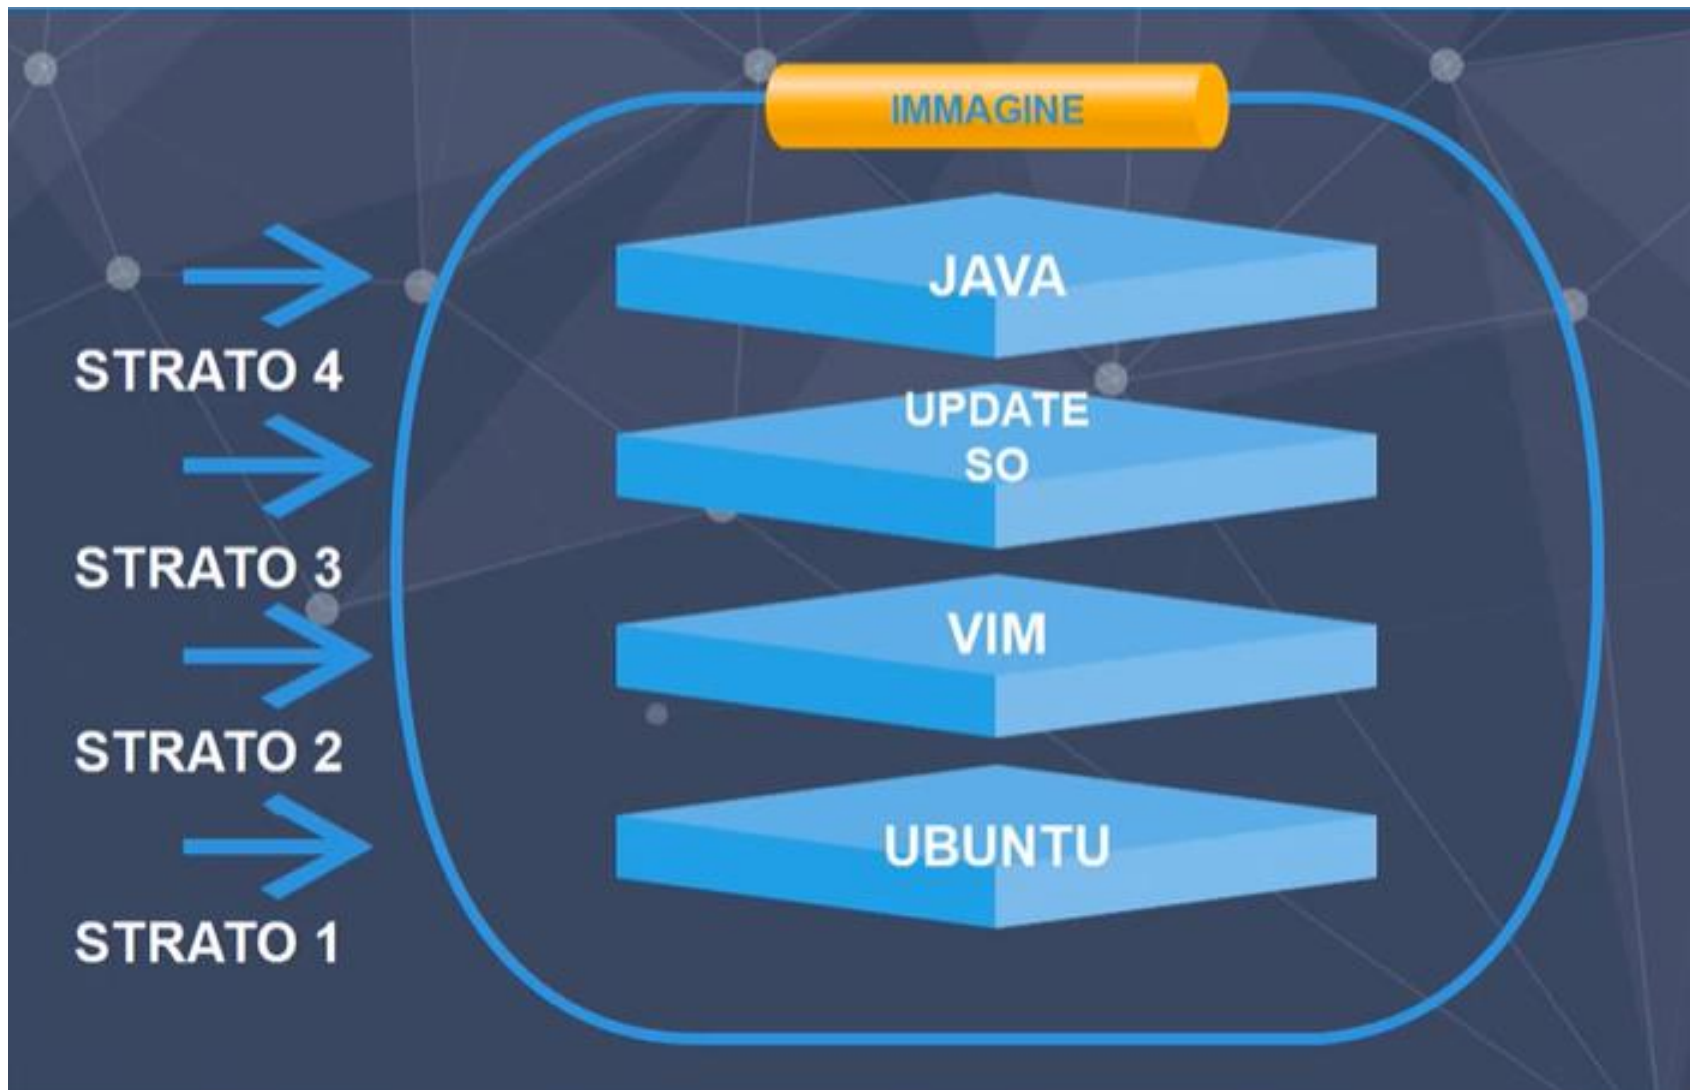 IMMAGINE
JAVA
STRATO 4
UPDATE
SO
STRATO 3
VIM
STRATO 2
UBUNTU
STRATO 1